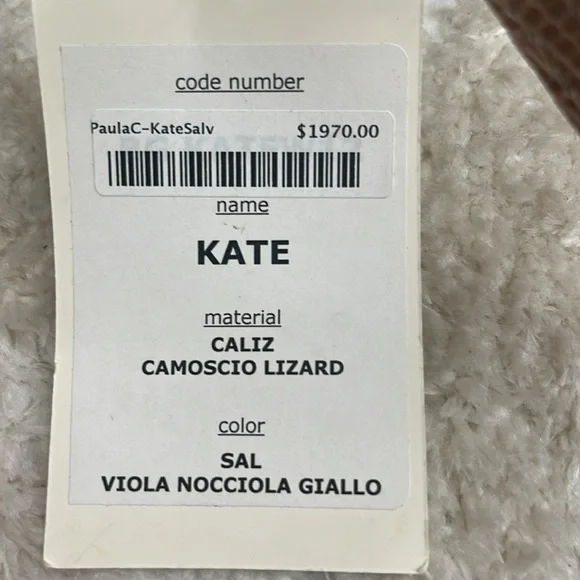 code number
PaulaC-KateSalv $1970.00
name
KATE
material
CALIZ
CAMOSCIO LIZARD
color
SAL
VIOLA NOCCIOLA GIALLO